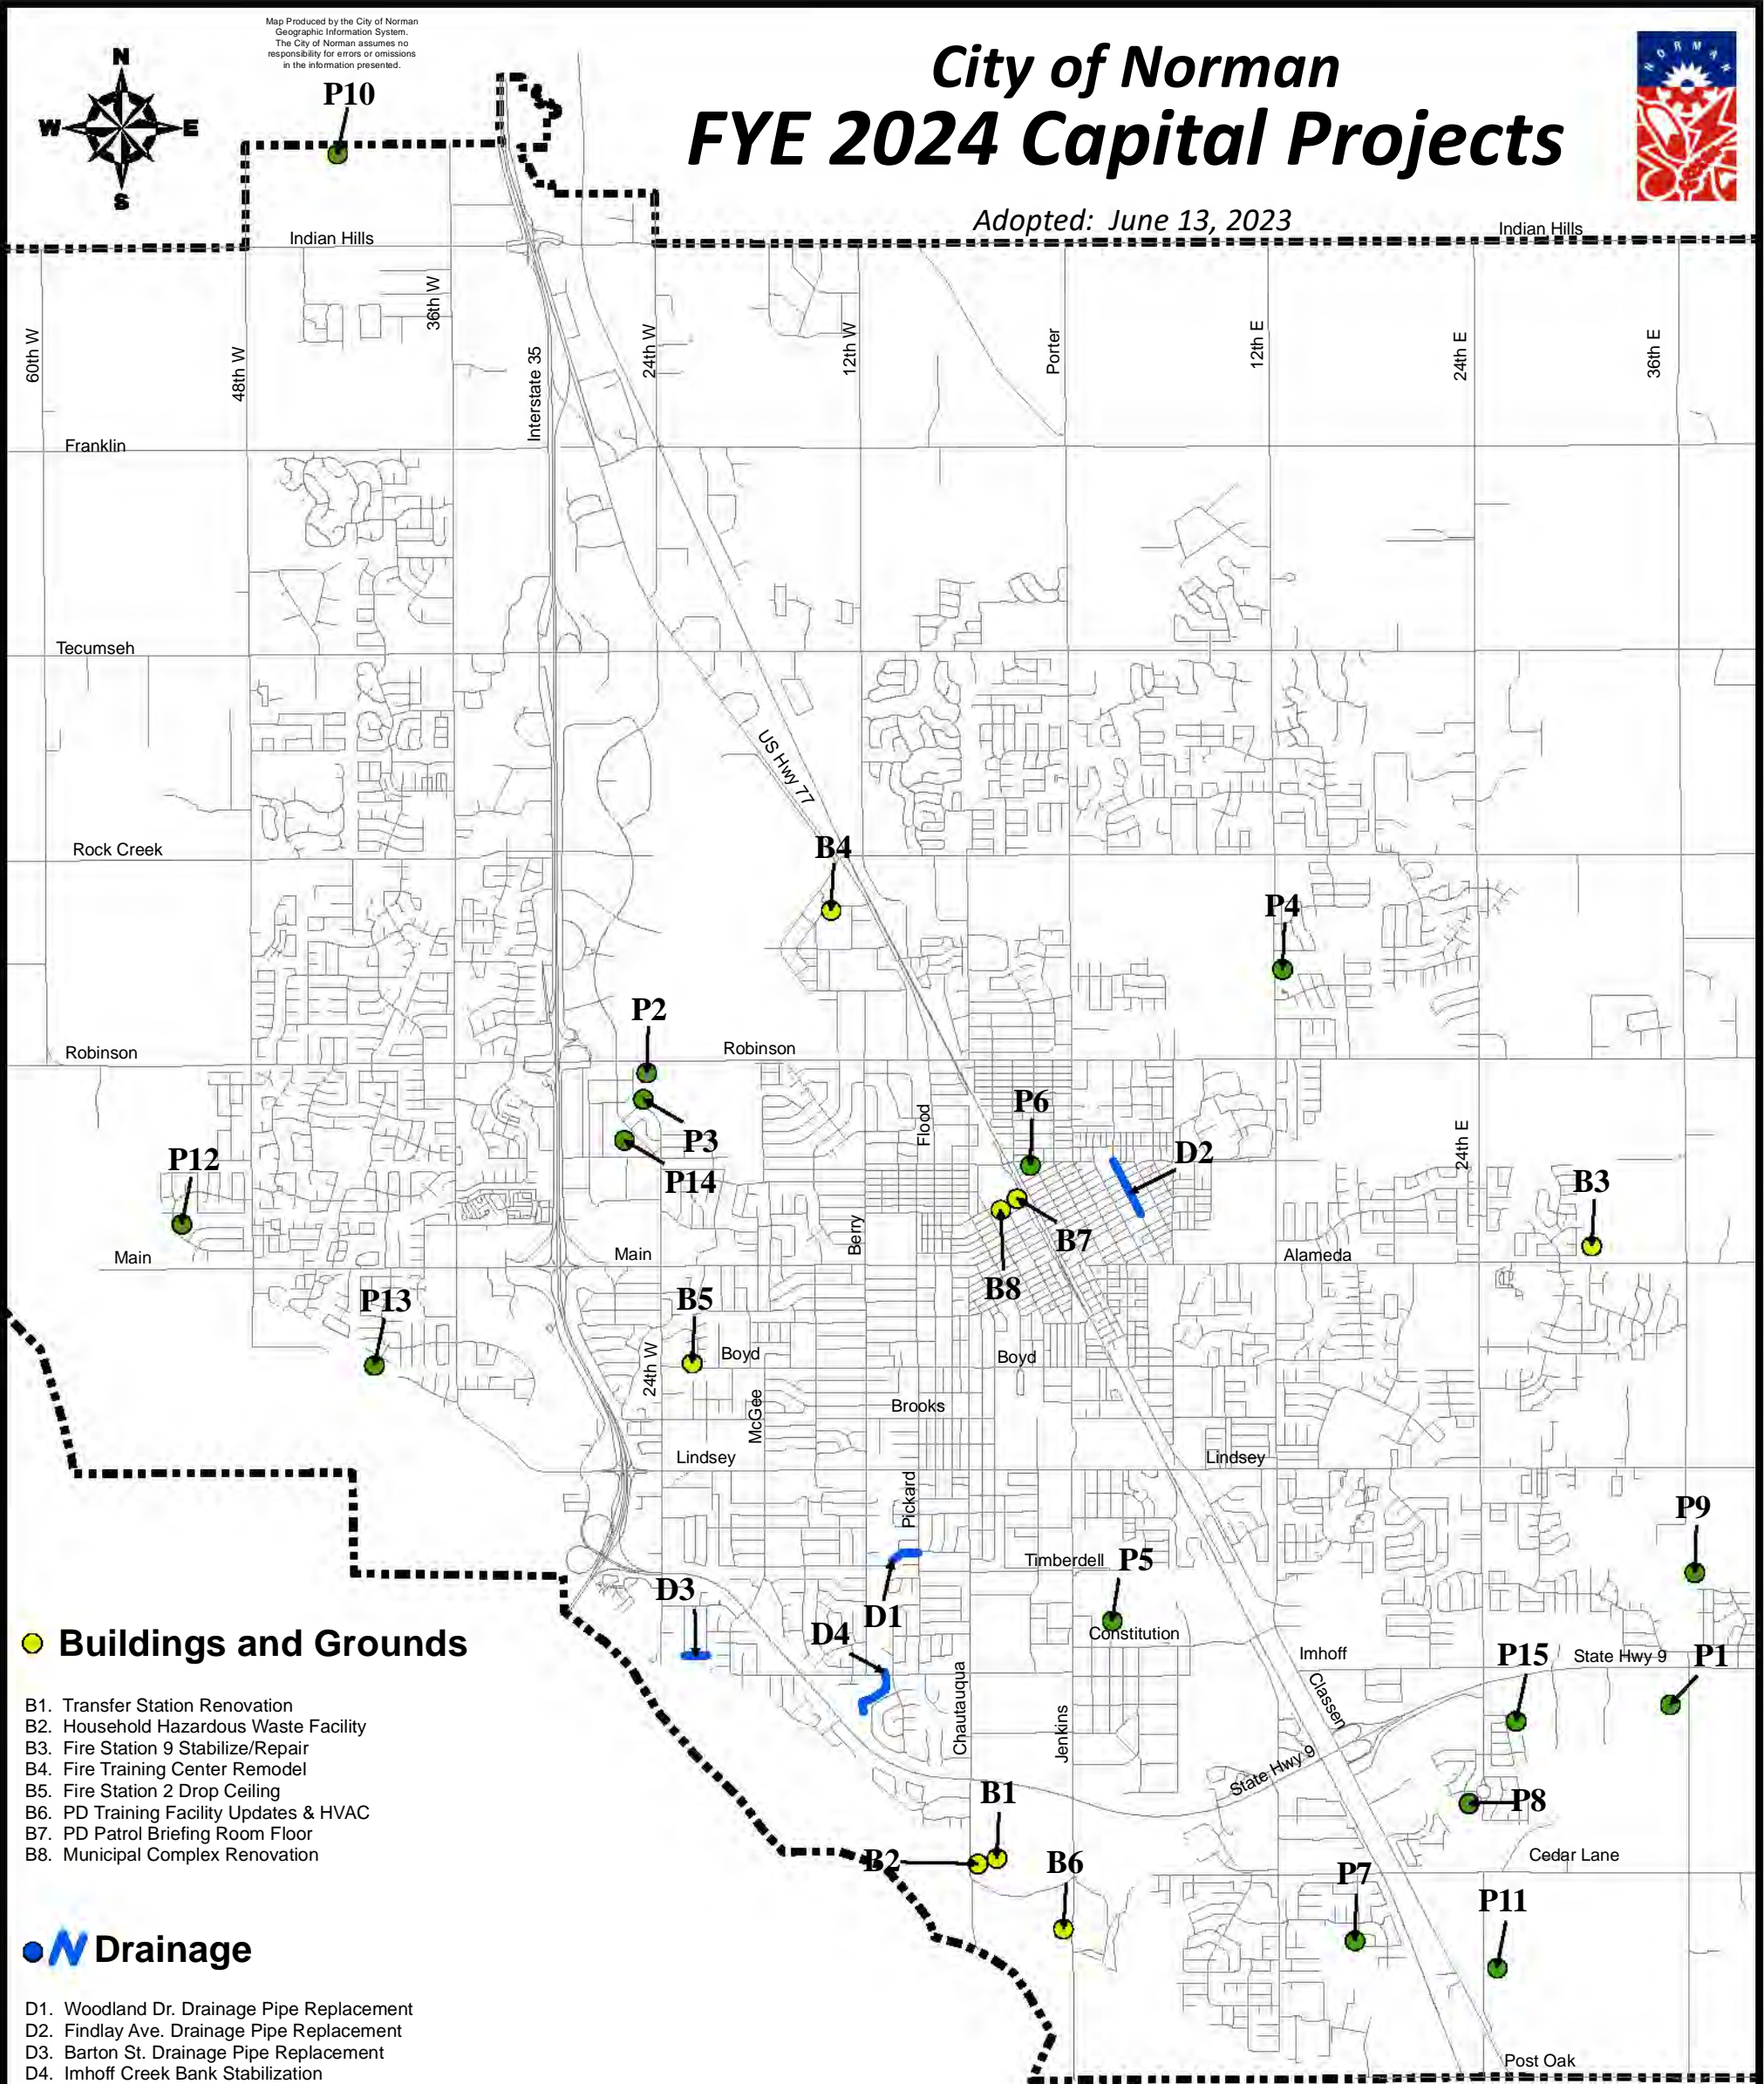 Map Produced by the City of Norman
Geographic Information System.
The City of Norman assumes no
responsibility for errors or omissions
in the information presented.
City of Norman
FYE 2024 Capital Projects
Adopted: June 13, 2023
NORMAN
N
W
E
S
P10
Indian Hills
Indian Hills
60th W
48th W
36th W
Interstate 35
24th W
12th W
Porter
12th E
24th E
36th E
Franklin
Tecumseh
US Hwy 77
Rock Creek
B4
P4
P2
Robinson
Robinson
P3
P14
P12
Flood
P6
D2
24th E
B3
B7
B8
Berry
Main
Main
Alameda
P13
B5
24th W
Boyd
Boyd
McGee
Brooks
Lindsey
Lindsey
Pickard
P9
Timberdell
P5
D3
D1
D4
Constitution
Imhoff
P15
State Hwy 9
P1
Chautauqua
Jenkins
Classen
State Hwy 9
B1
P8
B2
B6
Cedar Lane
P7
P11
Post Oak
Buildings and Grounds
B1. Transfer Station Renovation
B2. Household Hazardous Waste Facility
B3. Fire Station 9 Stabilize/Repair
B4. Fire Training Center Remodel
B5. Fire Station 2 Drop Ceiling
B6. PD Training Facility Updates & HVAC
B7. PD Patrol Briefing Room Floor
B8. Municipal Complex Renovation
Drainage
D1. Woodland Dr. Drainage Pipe Replacement
D2. Findlay Ave. Drainage Pipe Replacement
D3. Barton St. Drainage Pipe Replacement
D4. Imhoff Creek Bank Stabilization